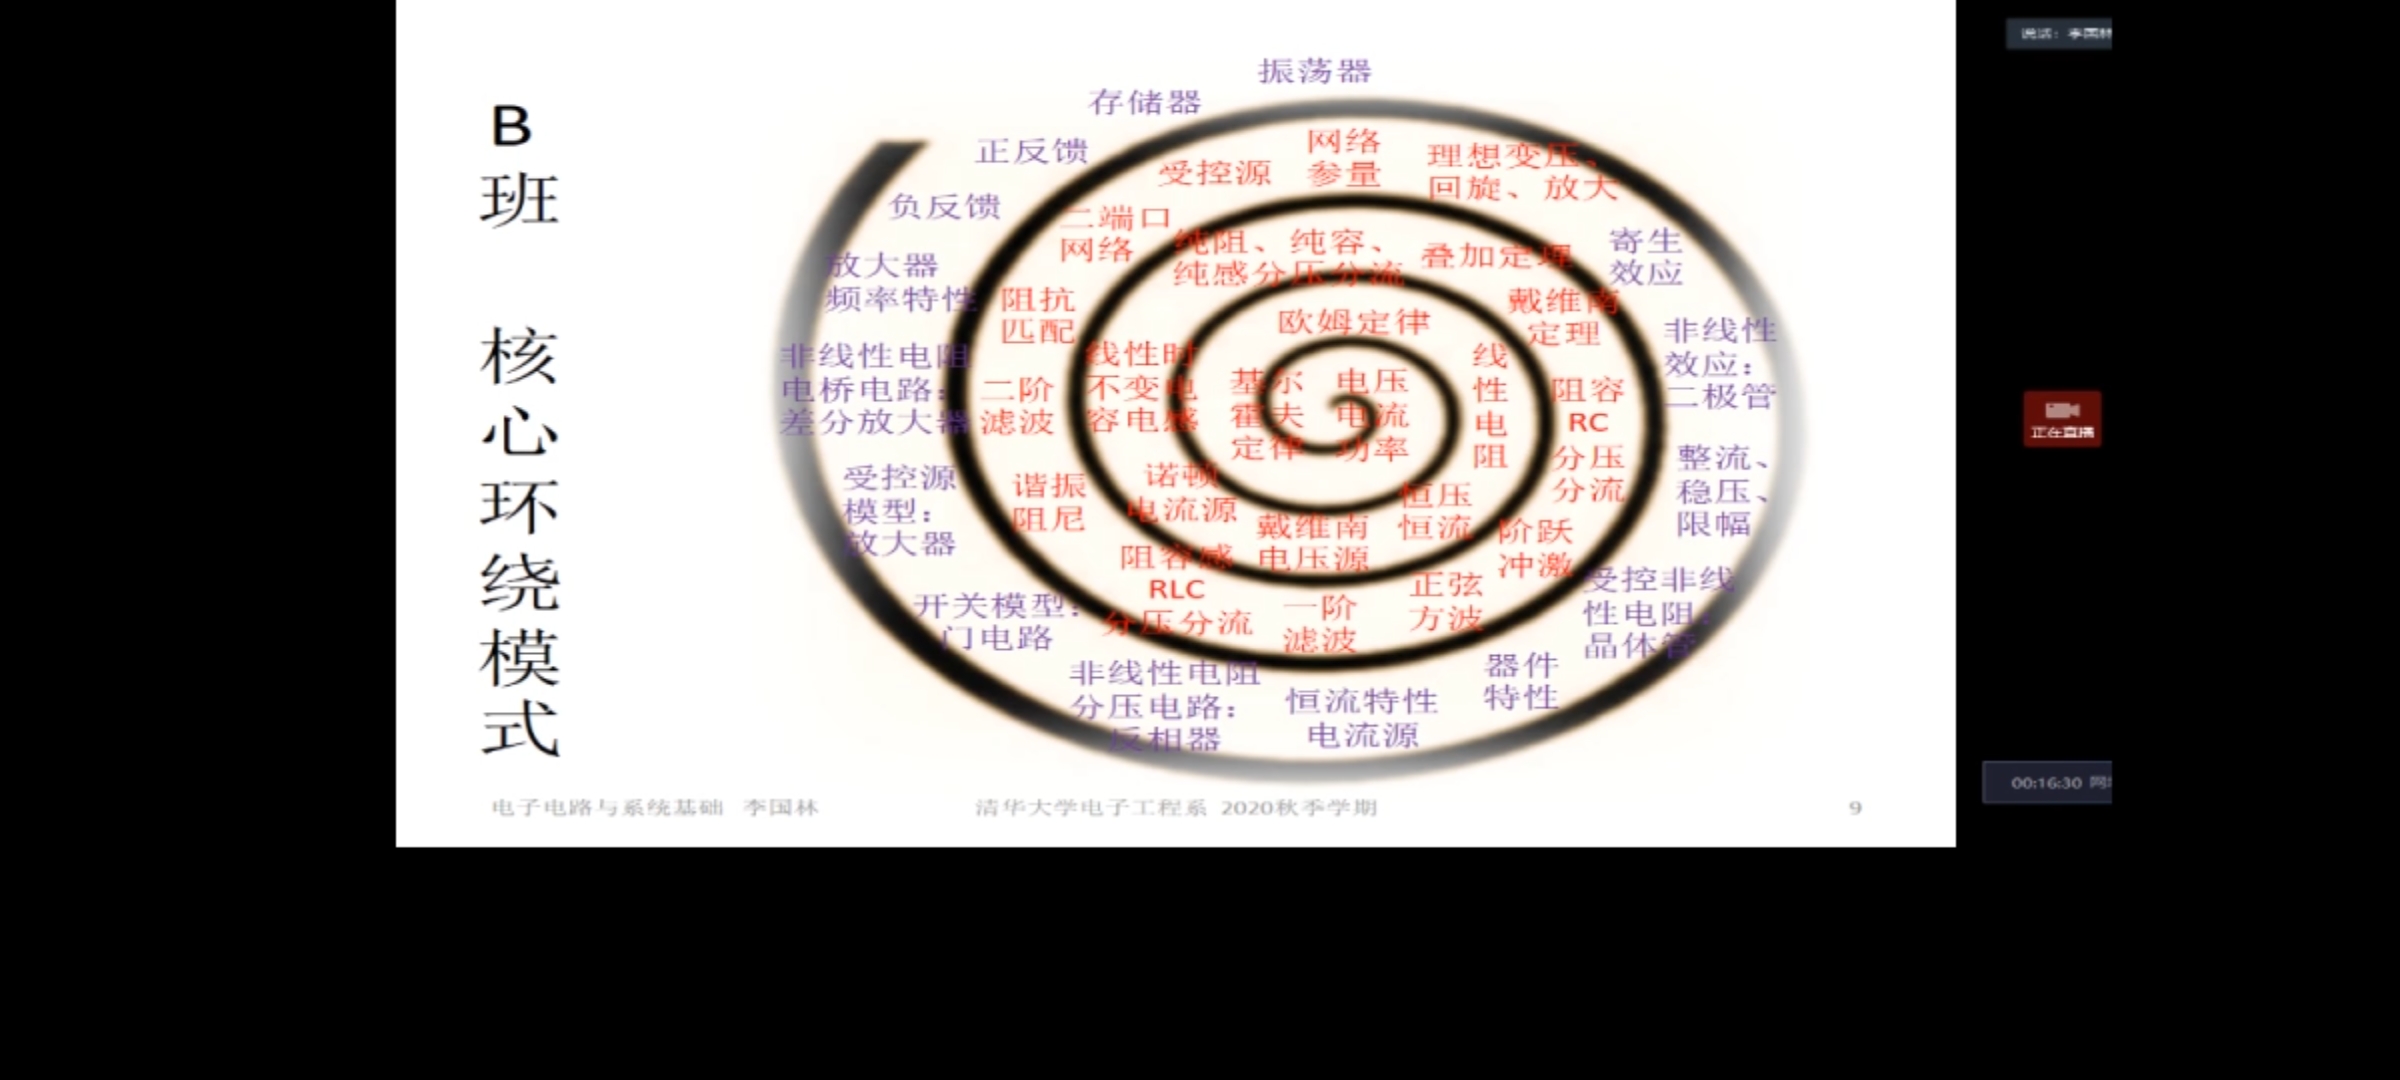 B
班
核
心
环
绕
模
式
振荡器
存储器
正反馈
负反馈
放大器
频率特性
非线性电阻
电桥电路：
差分放大器
受控源
模型：
放大器
开关模型：
门电路
非线性电阻
分压电路：
反相器
恒流特性
电流源
器件
特性
受控非线
性电阻：
晶体管
整流、
稳压、
限幅
非线性
效应：
二极管
寄生
效应
理想变压、
回旋、放大
网络
参量
受控源
二端口
网络
阻抗
匹配
二阶
滤波
谐振
阻尼
阻容感
RLC
分压分流
一阶
滤波
正弦
方波
阶跃
冲激
阻容
RC
分压
分流
戴维南
定理
叠加定理
纯阻、纯容、
纯感分压分流
线性时
不变电
容电感
诺顿
电流源
戴维南
电压源
恒压
恒流
线
性
电
阻
欧姆定律
基尔
霍夫
定律
电压
电流
功率
电子电路与系统基础 李国林
清华大学电子工程系 2020秋季学期
9
说话：李国林
正在直播
00:16:30